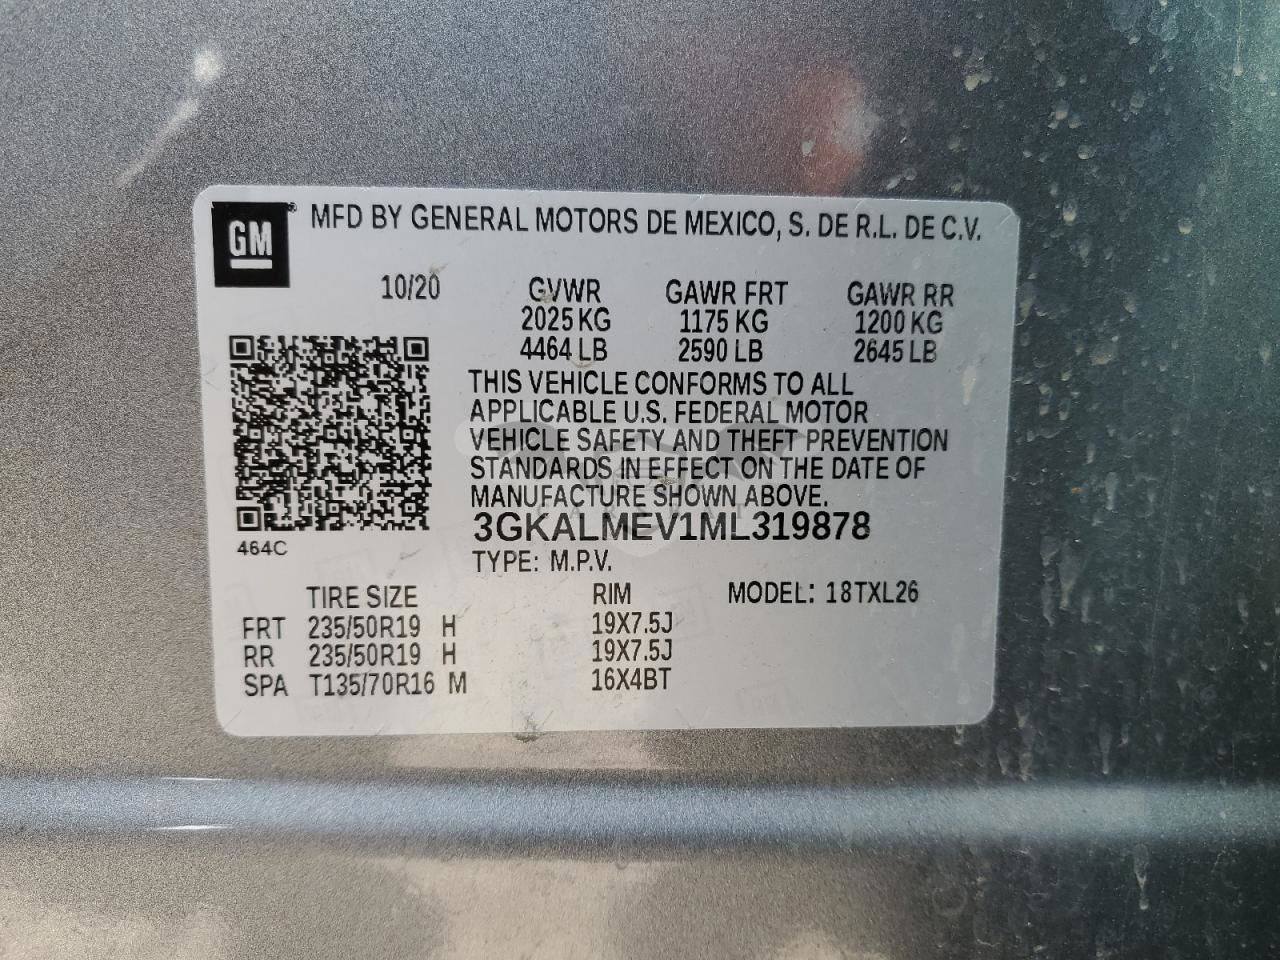 GM® MFD BY GENERAL MOTORS DE MEXICO, S. DE R.L. DE C.V.
10/20 GVWR GAWR FRT GAWR RR
2025 KG 1175 KG 1200 KG
4464 LB 2590 LB 2645 LB
THIS VEHICLE CONFORMS TO ALL
APPLICABLE U.S. FEDERAL MOTOR
VEHICLE SAFETY AND THEFT PREVENTION
STANDARDS IN EFFECT ON THE DATE OF
MANUFACTURE SHOWN ABOVE.
3GKALMEV1ML319878
464C
TYPE: M.P.V.
TIRE SIZE RIM MODEL: 18TXL26
FRT 235/50R19 H 19X7.5J
RR 235/50R19 H 19X7.5J
SPA T135/70R16 M 16X4BT